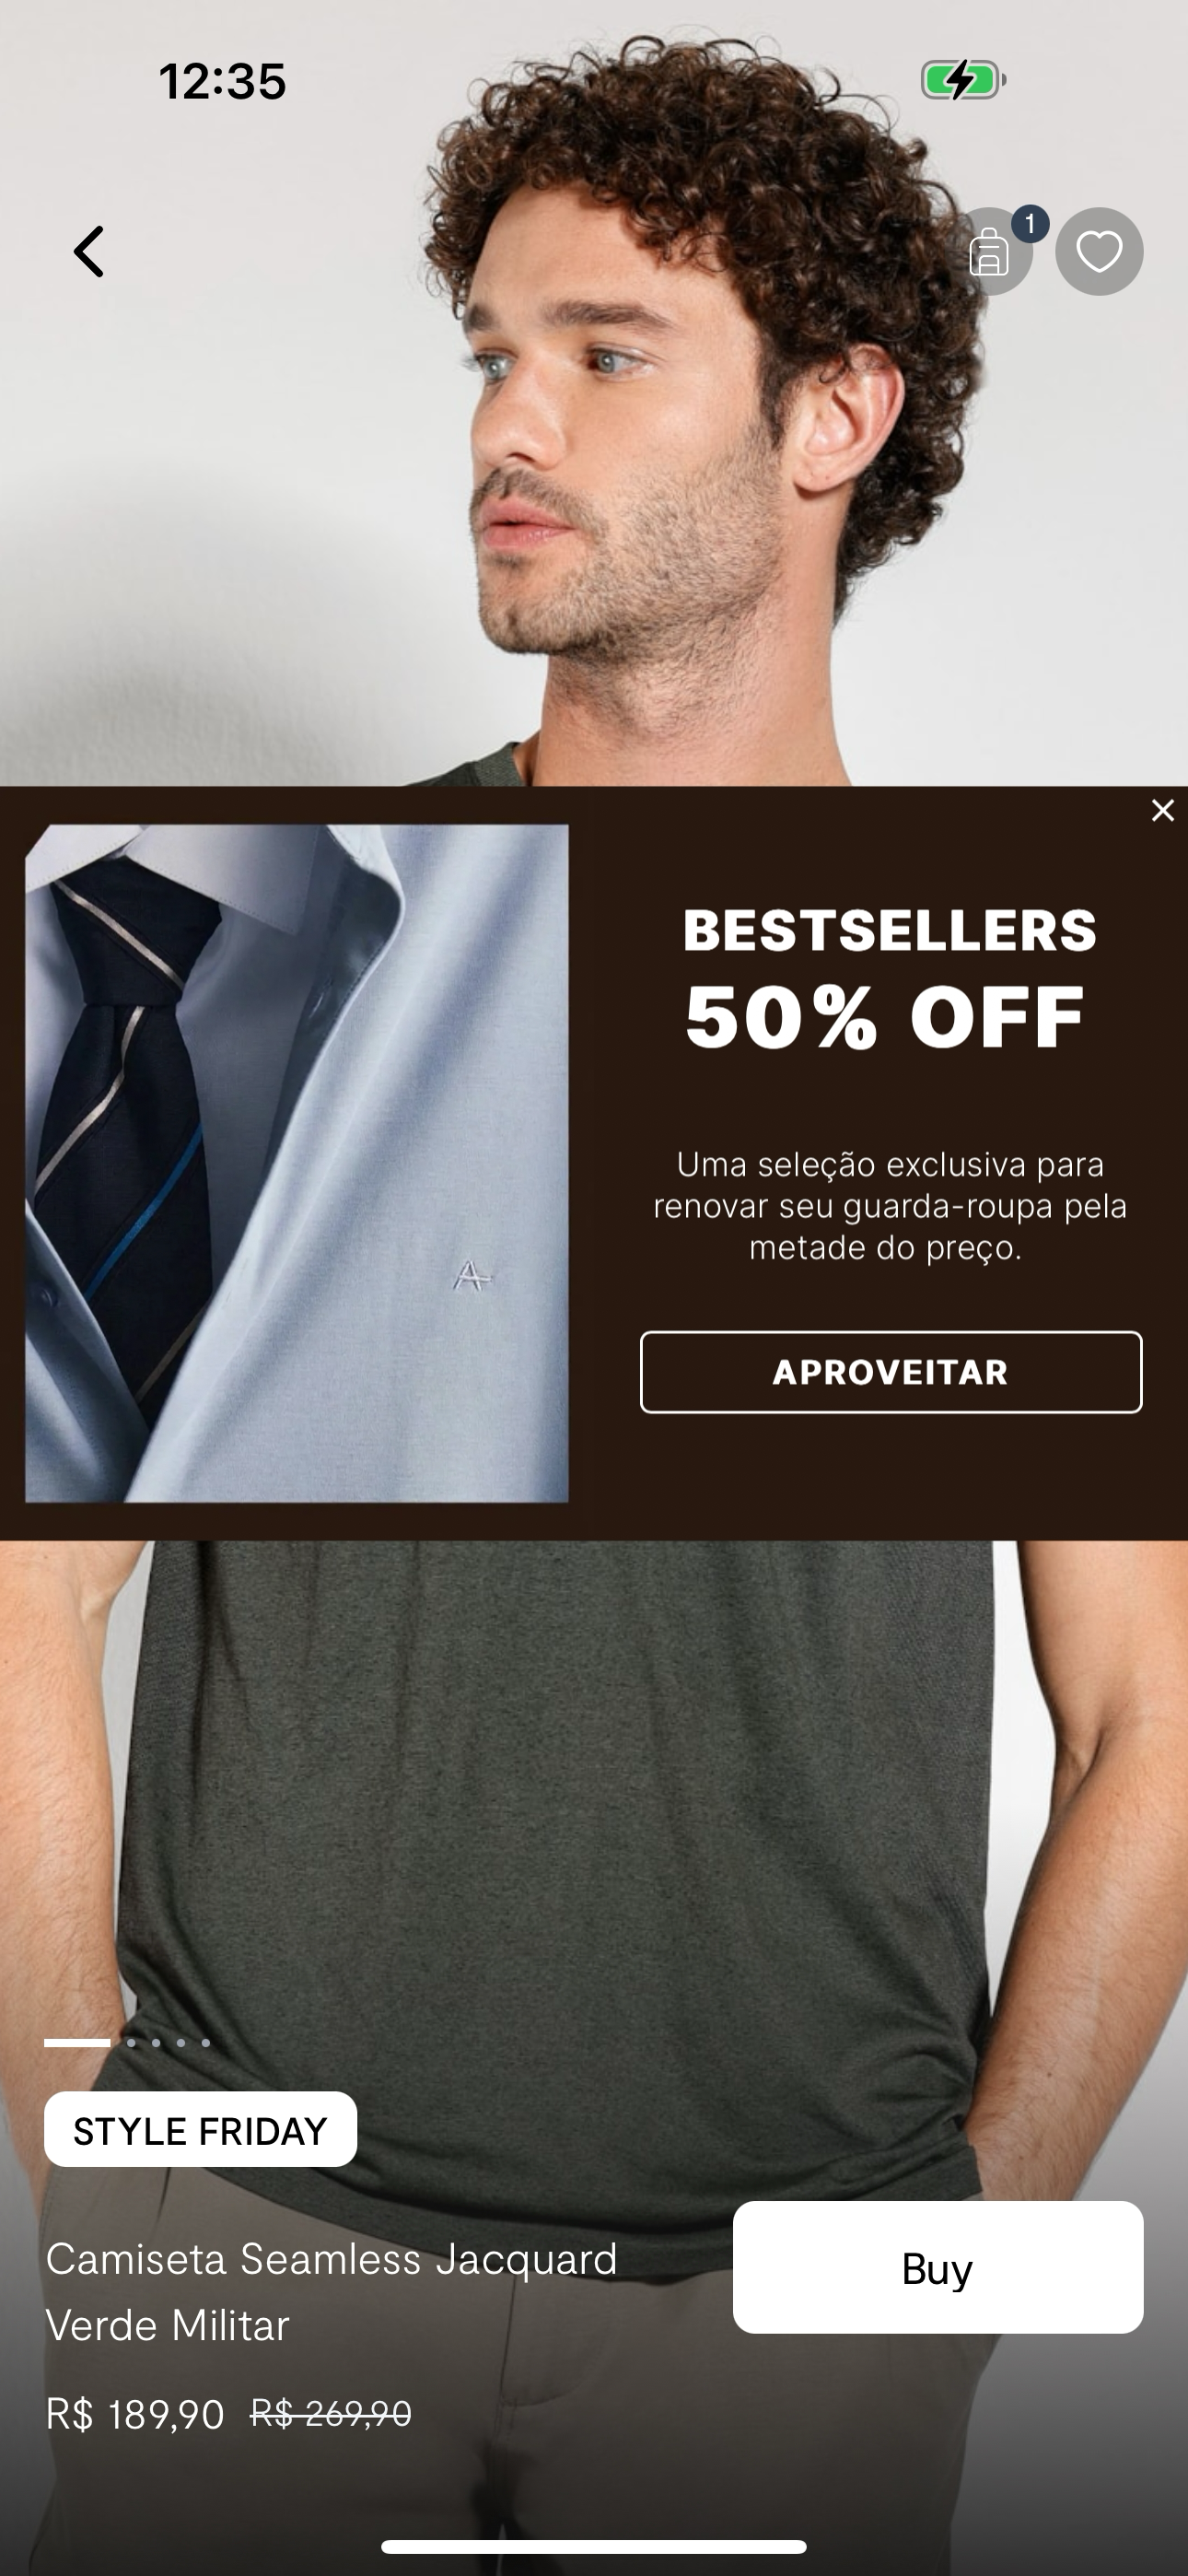 12:35
1
BESTSELLERS
50% OFF
Uma seleção exclusiva para
renovar seu guarda-roupa pela
metade do preço.
APROVEITAR
STYLE FRIDAY
Camiseta Seamless Jacquard
Verde Militar
Buy
R$ 189,90 R$ 269,90